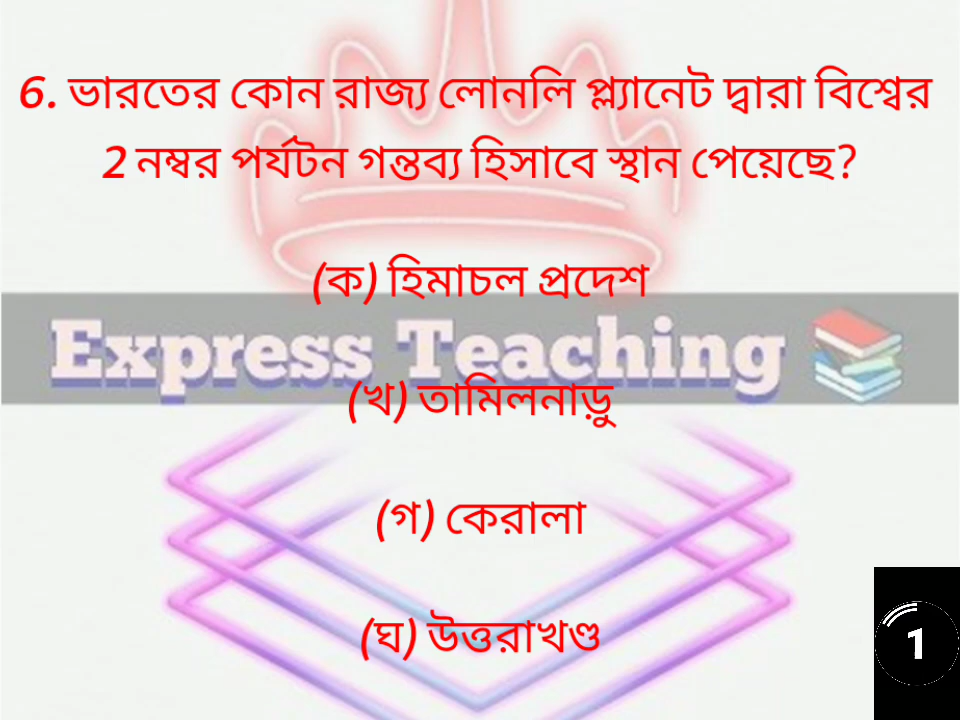 6. ভারতের কোন রাজ্য লোনলি প্ল্যানেট দ্বারা বিশ্বের
2 নম্বর পর্যটন গন্তব্য হিসাবে স্থান পেয়েছে?
(ক) হিমাচল প্রদেশ
Express Teaching
(খ) তামিলনাড়ু
(গ) কেরালা
(ঘ) উত্তরাখণ্ড
1